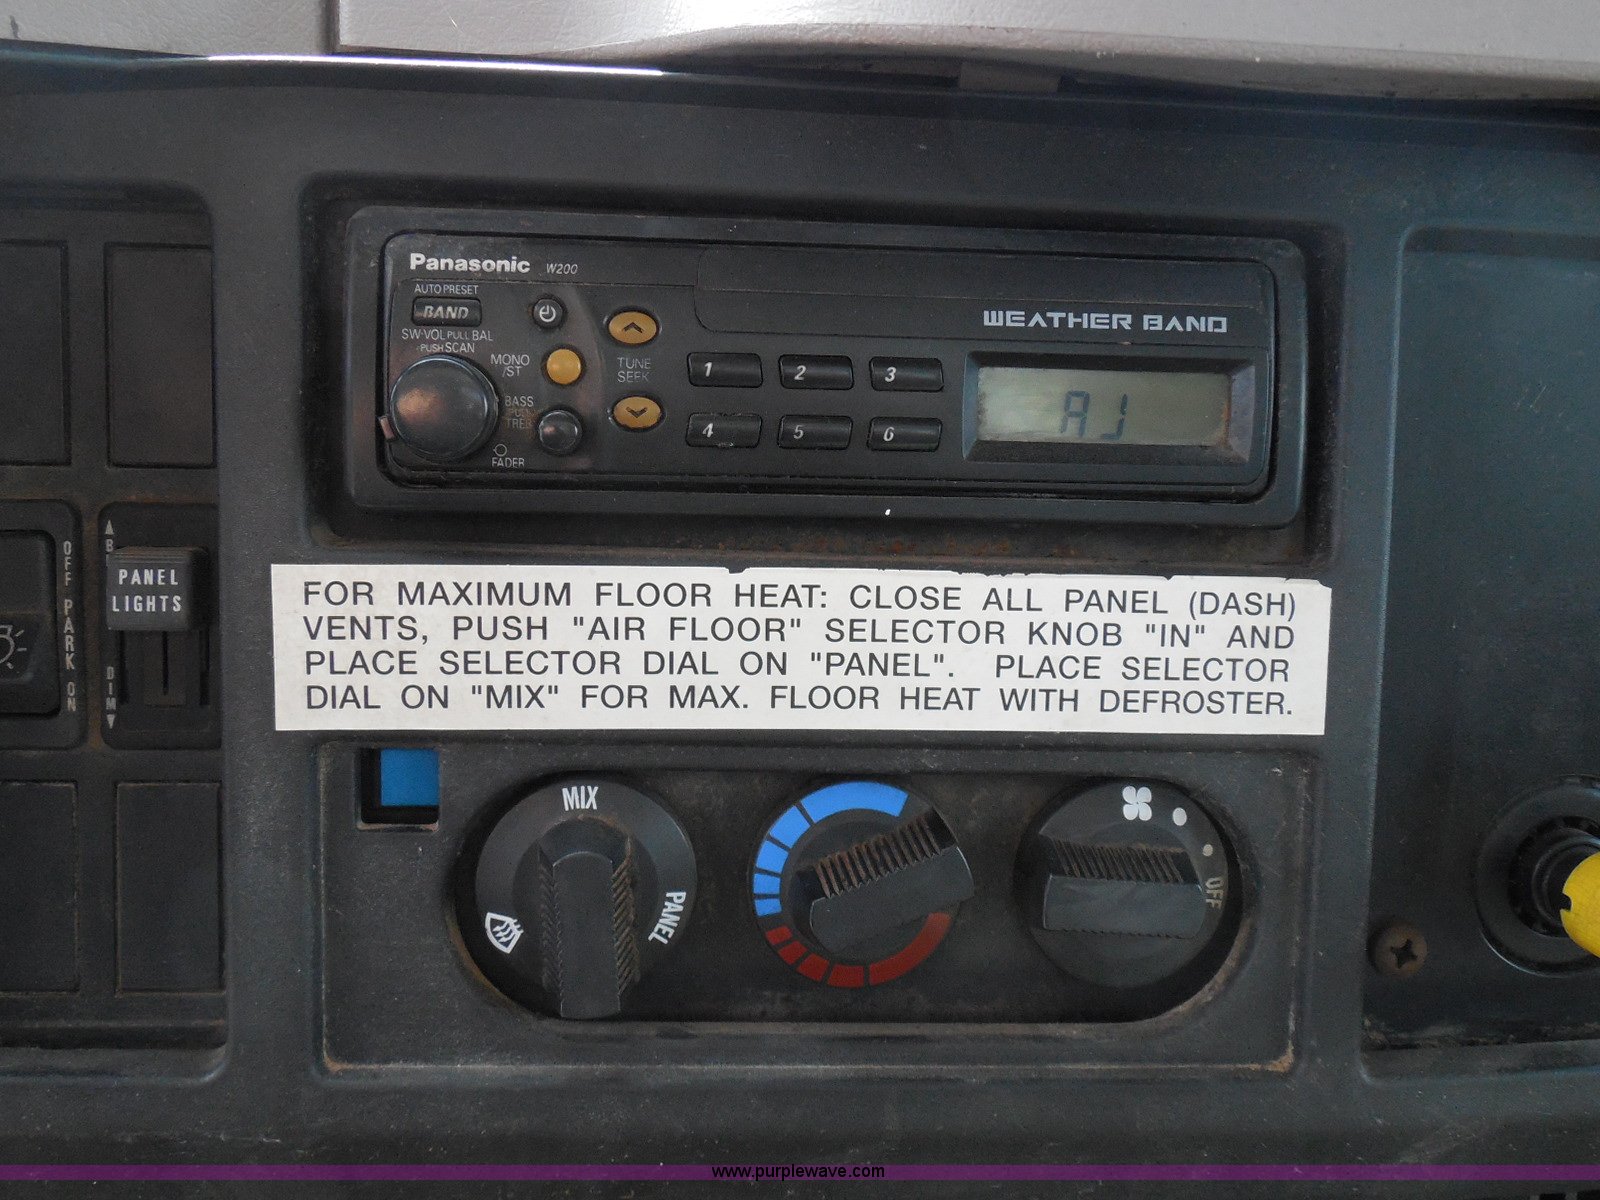 Panasonic W200
AUTO PRESET
BAND
SW-VOL PULL BAL
PUSH SCAN
MONO
/ST
BASS
PULL
TREB
FADER
TUNE
SEEK
1 2 3
4 5 6
WEATHER BAND
OFF PARK ON
PANEL
LIGHTS
DIM
FOR MAXIMUM FLOOR HEAT: CLOSE ALL PANEL (DASH)
VENTS, PUSH "AIR FLOOR" SELECTOR KNOB "IN" AND
PLACE SELECTOR DIAL ON "PANEL". PLACE SELECTOR
DIAL ON "MIX" FOR MAX. FLOOR HEAT WITH DEFROSTER.
MIX
PANEL
OFF
www.purplewave.com